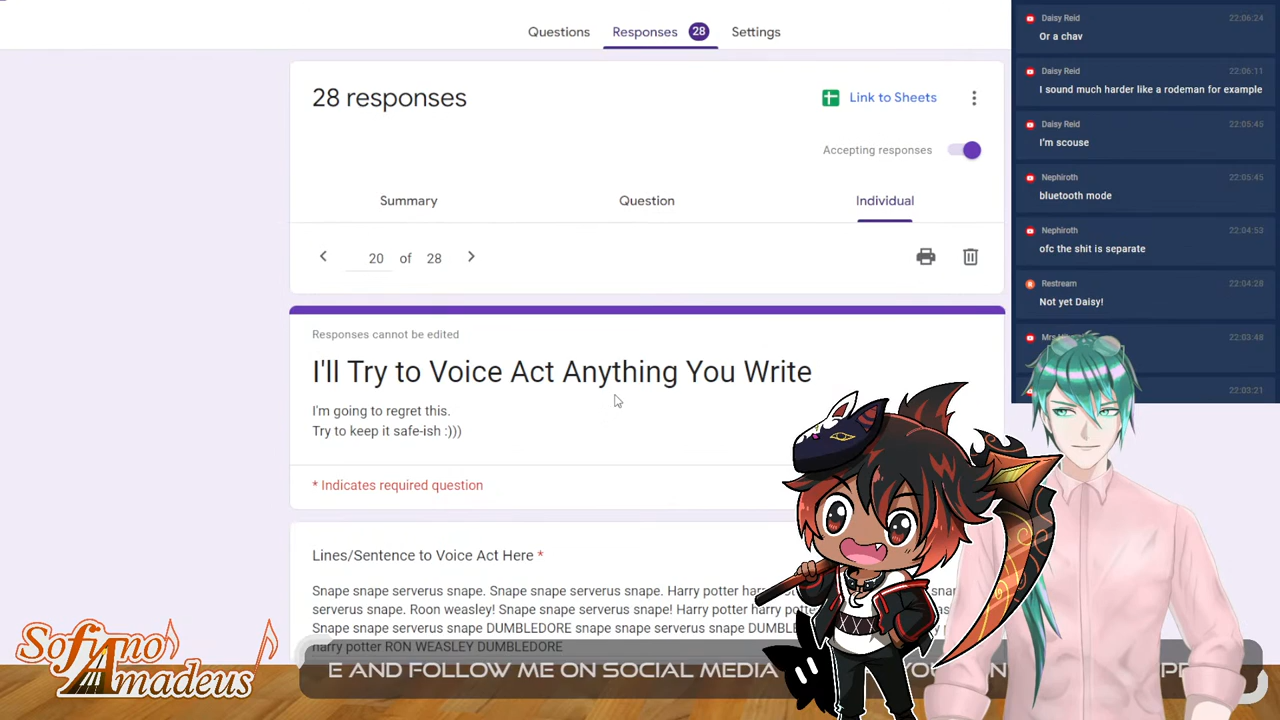 Questions
Responses 28
Settings
28 responses
Link to Sheets
Accepting responses
Summary
Question
Individual
20 of 28
Responses cannot be edited
I'll Try to Voice Act Anything You Write
I'm going to regret this.
Try to keep it safe-ish :)))
* Indicates required question
Lines/Sentence to Voice Act Here *
Snape snape serverus snape. Snape snape serverus snape. Harry potter
serverus snape. Roon weasley! Snape snape serverus snape! Harry potter harry
Snape snape serverus snape DUMBLEDORE snape snape serverus snape
harry potter RON WEASLEY DUMBLEDORE
Daisy Reid 22:06:24
Or a chav
Daisy Reid 22:06:11
I sound much harder like a rodeman for example
Daisy Reid 22:05:45
I'm scouse
Nephiroth 22:05:45
bluetooth mode
Nephiroth 22:04:53
ofc the shit is separate
Restream 22:04:28
Not yet Daisy!
22:03:48
22:03:21
Sofiano
Amadeus
E AND FOLLOW ME ON SOCIAL MEDIA